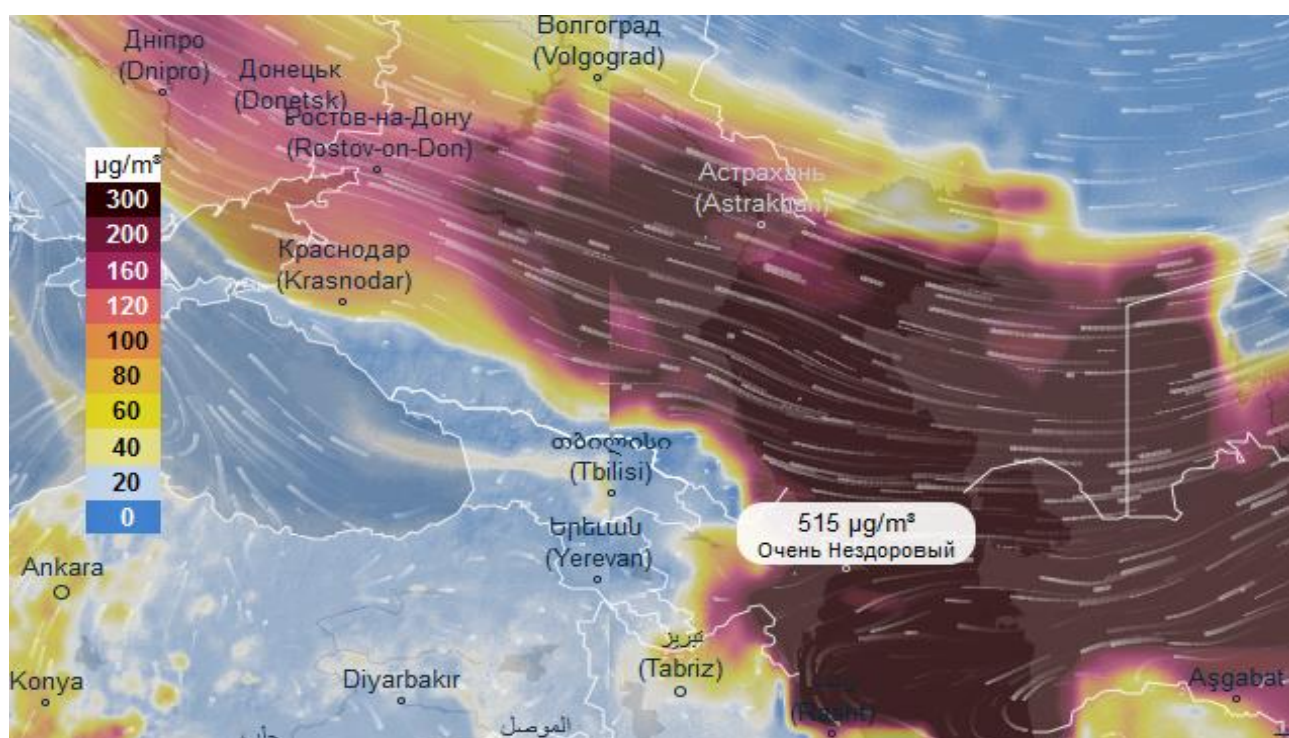 Волгоград
(Volgograd)
Дніпро
(Dnipro)
Донецьк
(Donetsk)
Ростов-на-Дону
(Rostov-on-Don)
µg/m³
300
200
160
120
100
80
60
40
20
0
Астрахань
(Astrakhan)
Краснодар
(Krasnodar)
თბილისი
(Tbilisi)
Երեւան
(Yerevan)
515 µg/m³
Очень Нездоровый
Ankara
تبریز
(Tabriz)
Konya
Diyarbakır
Aşgabat
(Rasht)
الموصل
حلب